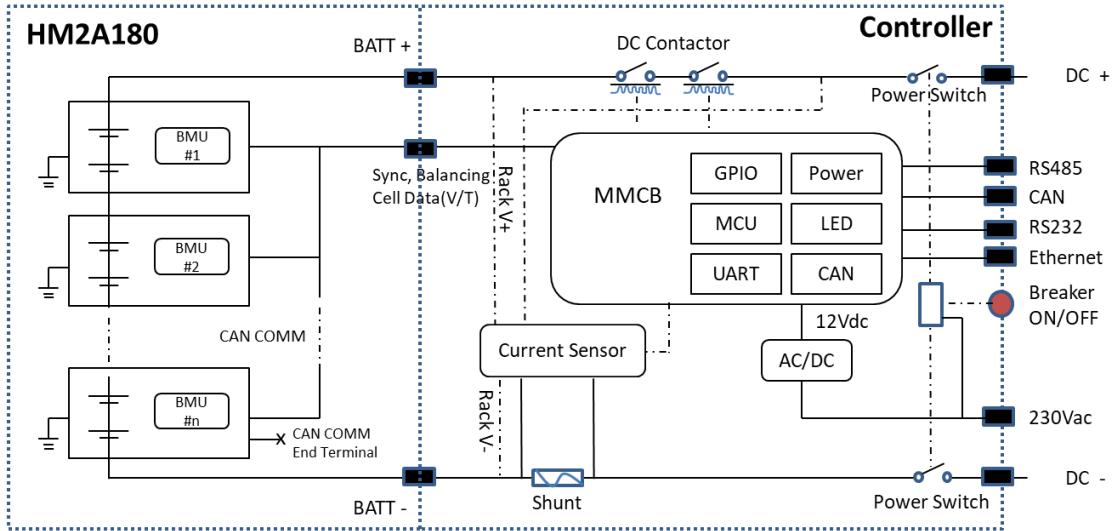 HM2A180
Controller
BATT +
DC Contactor
DC +
Power Switch
BMU
#1
Sync, Balancing
Cell Data(V/T)
Rack V+
MMCB
GPIO
Power
MCU
LED
UART
CAN
RS485
CAN
RS232
Ethernet
BMU
#2
Breaker
ON/OFF
CAN COMM
12Vdc
Current Sensor
AC/DC
BMU
#n
Rack V-
230Vac
CAN COMM
End Terminal
BATT -
Shunt
Power Switch
DC -